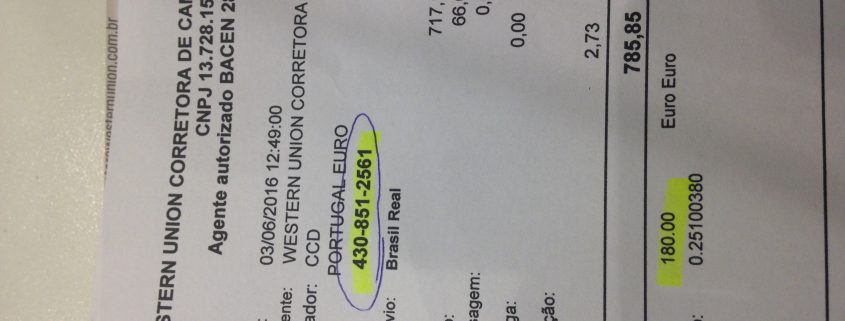 westernunion.com.br
STERN UNION CORRETORA DE CA
CNPJ 13.728.15
Agente autorizado BACEN 28
03/06/2016 12:49:00
ente: WESTERN UNION CORRETORA
ador: CCD
PORTUGAL EURO
430-851-2561
vio: Brasil Real
717,
66,
sagem: 0,
ga: 0,00
ção:
2,73
785,85
180.00 Euro Euro
0.25100380